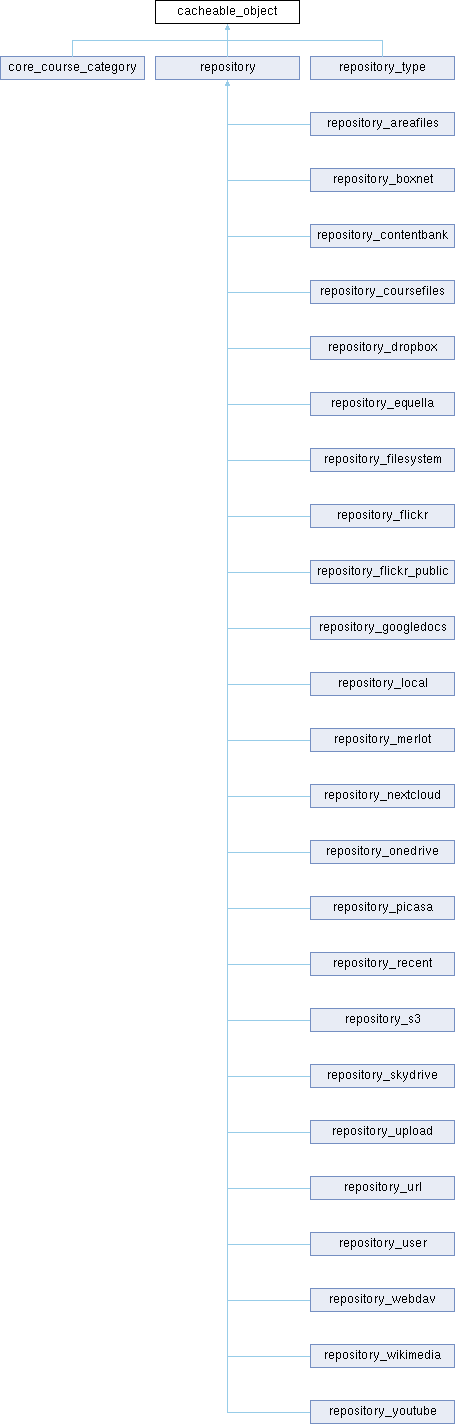 cacheable_object
core_course_category
repository
repository_type
repository_areafiles
repository_boxnet
repository_contentbank
repository_coursefiles
repository_dropbox
repository_equella
repository_filesystem
repository_flickr
repository_flickr_public
repository_googledocs
repository_local
repository_merlot
repository_nextcloud
repository_onedrive
repository_picasa
repository_recent
repository_s3
repository_skydrive
repository_upload
repository_url
repository_user
repository_webdav
repository_wikimedia
repository_youtube